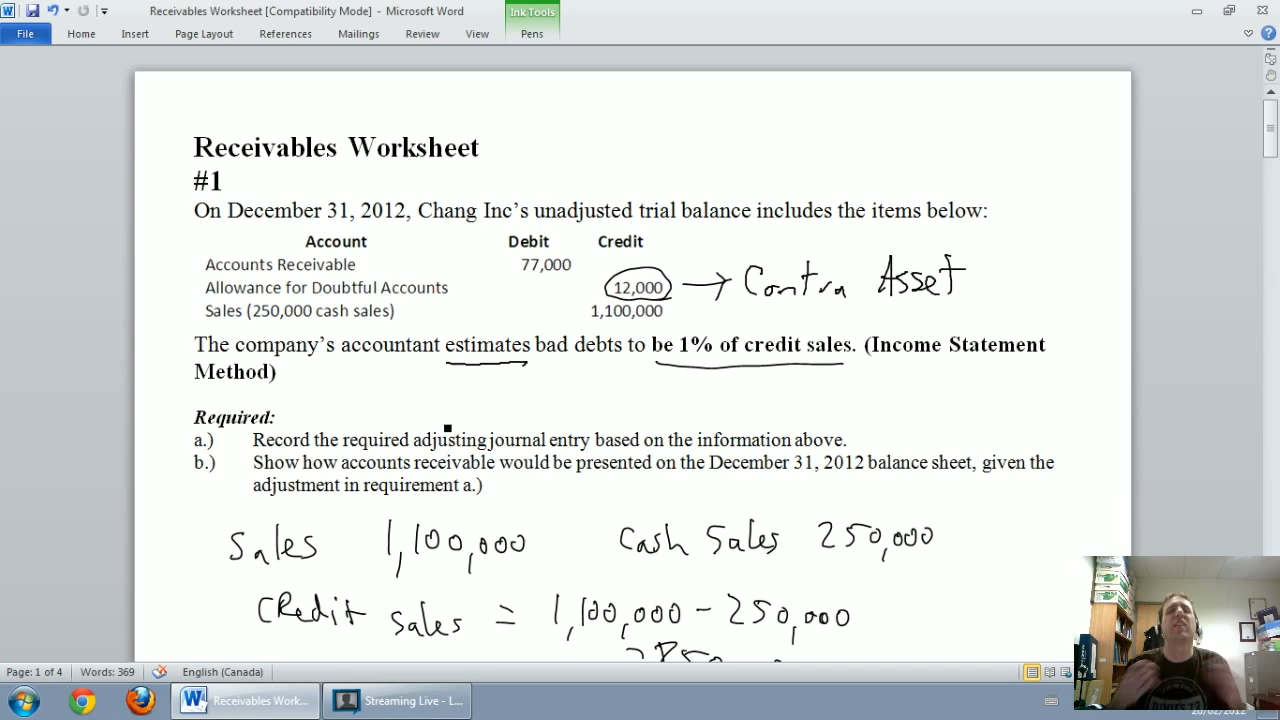 Receivables Worksheet [Compatibility Mode] - Microsoft Word
Ink Tools
File Home Insert Page Layout References Mailings Review View Pens
Receivables Worksheet
#1
On December 31, 2012, Chang Inc's unadjusted trial balance includes the items below:
Account Debit Credit
Accounts Receivable 77,000
Allowance for Doubtful Accounts 12,000 → Contra Asset
Sales (250,000 cash sales) 1,100,000
The company's accountant estimates bad debts to be 1% of credit sales. (Income Statement
Method)
Required:
a.) Record the required adjusting journal entry based on the information above.
b.) Show how accounts receivable would be presented on the December 31, 2012 balance sheet, given the
adjustment in requirement a.)
Sales 1,100,000 Cash Sales 250,000
Credit Sales = 1,100,000 - 250,000
Page: 1 of 4 Words: 369 English (Canada)
Receivables Work... Streaming Live - L...